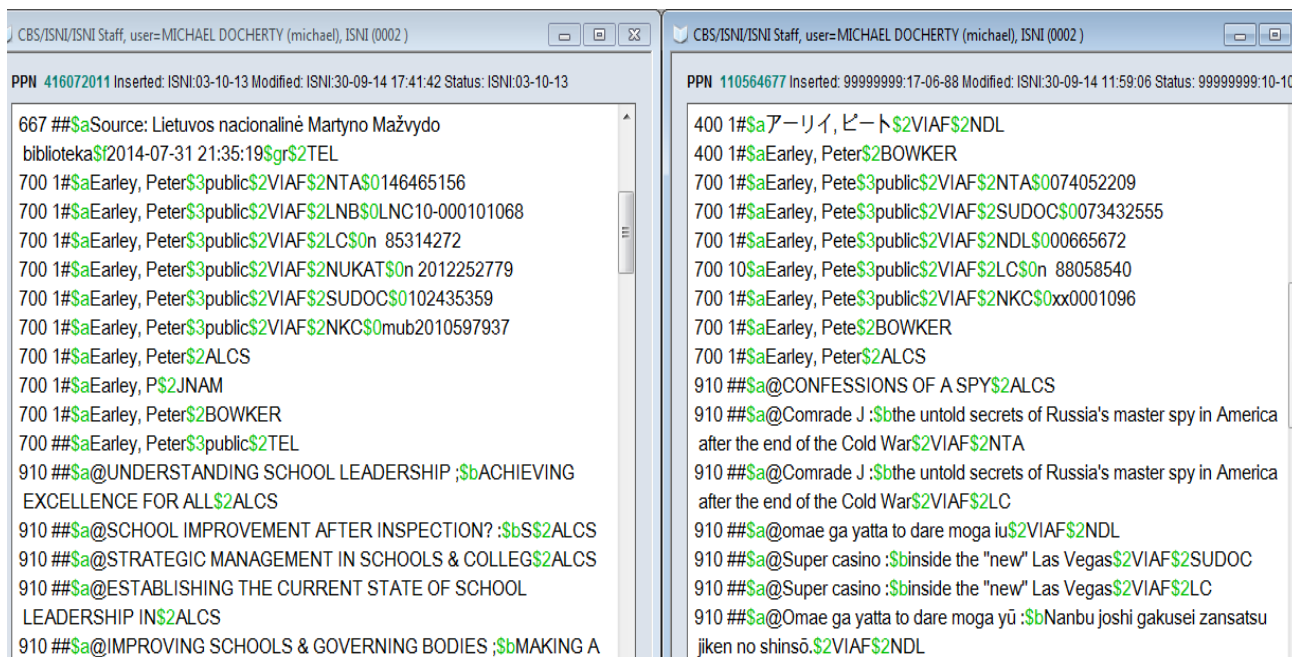 CBS/ISNI/ISNI Staff, user=MICHAEL DOCHERTY (michael), ISNI (0002 )
PPN 416072011 Inserted: ISNI:03-10-13 Modified: ISNI:30-09-14 17:41:42 Status: ISNI:03-10-13
667 ##$aSource: Lietuvos nacionalinė Martyno Mažvydo
biblioteka$f2014-07-31 21:35:19$gr$2TEL
700 1#$aEarley, Peter$3public$2VIAF$2NTA$0146465156
700 1#$aEarley, Peter$3public$2VIAF$2LNB$0LNC10-000101068
700 1#$aEarley, Peter$3public$2VIAF$2LC$0n  85314272
700 1#$aEarley, Peter$3public$2VIAF$2NUKAT$0n 2012252779
700 1#$aEarley, Peter$3public$2VIAF$2SUDOC$0102435359
700 1#$aEarley, Peter$3public$2VIAF$2NKC$0mub2010597937
700 1#$aEarley, Peter$2ALCS
700 1#$aEarley, P$2JNAM
700 1#$aEarley, Peter$2BOWKER
700 ##$aEarley, Peter$3public$2TEL
910 ##$a@UNDERSTANDING SCHOOL LEADERSHIP ;$bACHIEVING
EXCELLENCE FOR ALL$2ALCS
910 ##$a@SCHOOL IMPROVEMENT AFTER INSPECTION? :$bS$2ALCS
910 ##$a@STRATEGIC MANAGEMENT IN SCHOOLS & COLLEG$2ALCS
910 ##$a@ESTABLISHING THE CURRENT STATE OF SCHOOL
LEADERSHIP IN$2ALCS
910 ##$a@IMPROVING SCHOOLS & GOVERNING BODIES ;$bMAKING A
CBS/ISNI/ISNI Staff, user=MICHAEL DOCHERTY (michael), ISNI (0002 )
PPN 110564677 Inserted: 99999999:17-06-88 Modified: ISNI:30-09-14 11:59:06 Status: 99999999:10-10
400 1#$aアーリイ, ピート$2VIAF$2NDL
400 1#$aEarley, Peter$2BOWKER
700 1#$aEarley, Pete$3public$2VIAF$2NTA$0074052209
700 1#$aEarley, Pete$3public$2VIAF$2SUDOC$0073432555
700 1#$aEarley, Pete$3public$2VIAF$2NDL$000665672
700 10$aEarley, Pete$3public$2VIAF$2LC$0n  88058540
700 1#$aEarley, Pete$3public$2VIAF$2NKC$0xx0001096
700 1#$aEarley, Pete$2BOWKER
700 1#$aEarley, Peter$2ALCS
910 ##$a@CONFESSIONS OF A SPY$2ALCS
910 ##$a@Comrade J :$bthe untold secrets of Russia's master spy in America
after the end of the Cold War$2VIAF$2NTA
910 ##$a@Comrade J :$bthe untold secrets of Russia's master spy in America
after the end of the Cold War$2VIAF$2LC
910 ##$a@omae ga yatta to dare moga iu$2VIAF$2NDL
910 ##$a@Super casino :$binside the "new" Las Vegas$2VIAF$2SUDOC
910 ##$a@Super casino :$binside the "new" Las Vegas$2VIAF$2LC
910 ##$a@Omae ga yatta to dare moga yū :$bNanbu joshi gakusei zansatsu
jiken no shinsō.$2VIAF$2NDL